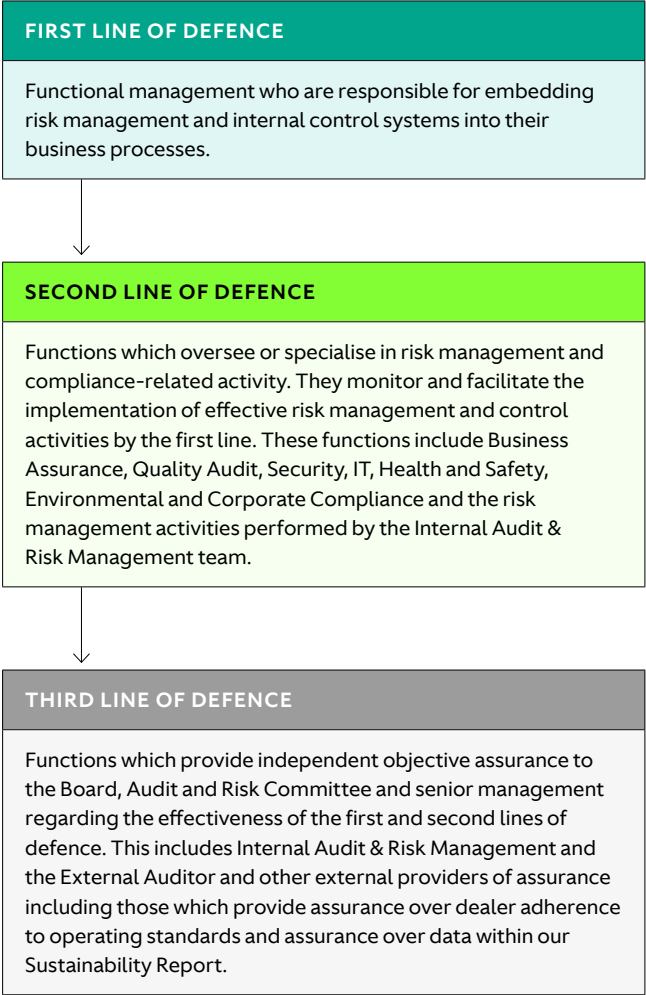 FIRST LINE OF DEFENCE
Functional management who are responsible for embedding
risk management and internal control systems into their
business processes.
SECOND LINE OF DEFENCE
Functions which oversee or specialise in risk management and
compliance-related activity. They monitor and facilitate the
implementation of effective risk management and control
activities by the first line. These functions include Business
Assurance, Quality Audit, Security, IT, Health and Safety,
Environmental and Corporate Compliance and the risk
management activities performed by the Internal Audit &
Risk Management team.
THIRD LINE OF DEFENCE
Functions which provide independent objective assurance to
the Board, Audit and Risk Committee and senior management
regarding the effectiveness of the first and second lines of
defence. This includes Internal Audit & Risk Management and
the External Auditor and other external providers of assurance
including those which provide assurance over dealer adherence
to operating standards and assurance over data within our
Sustainability Report.